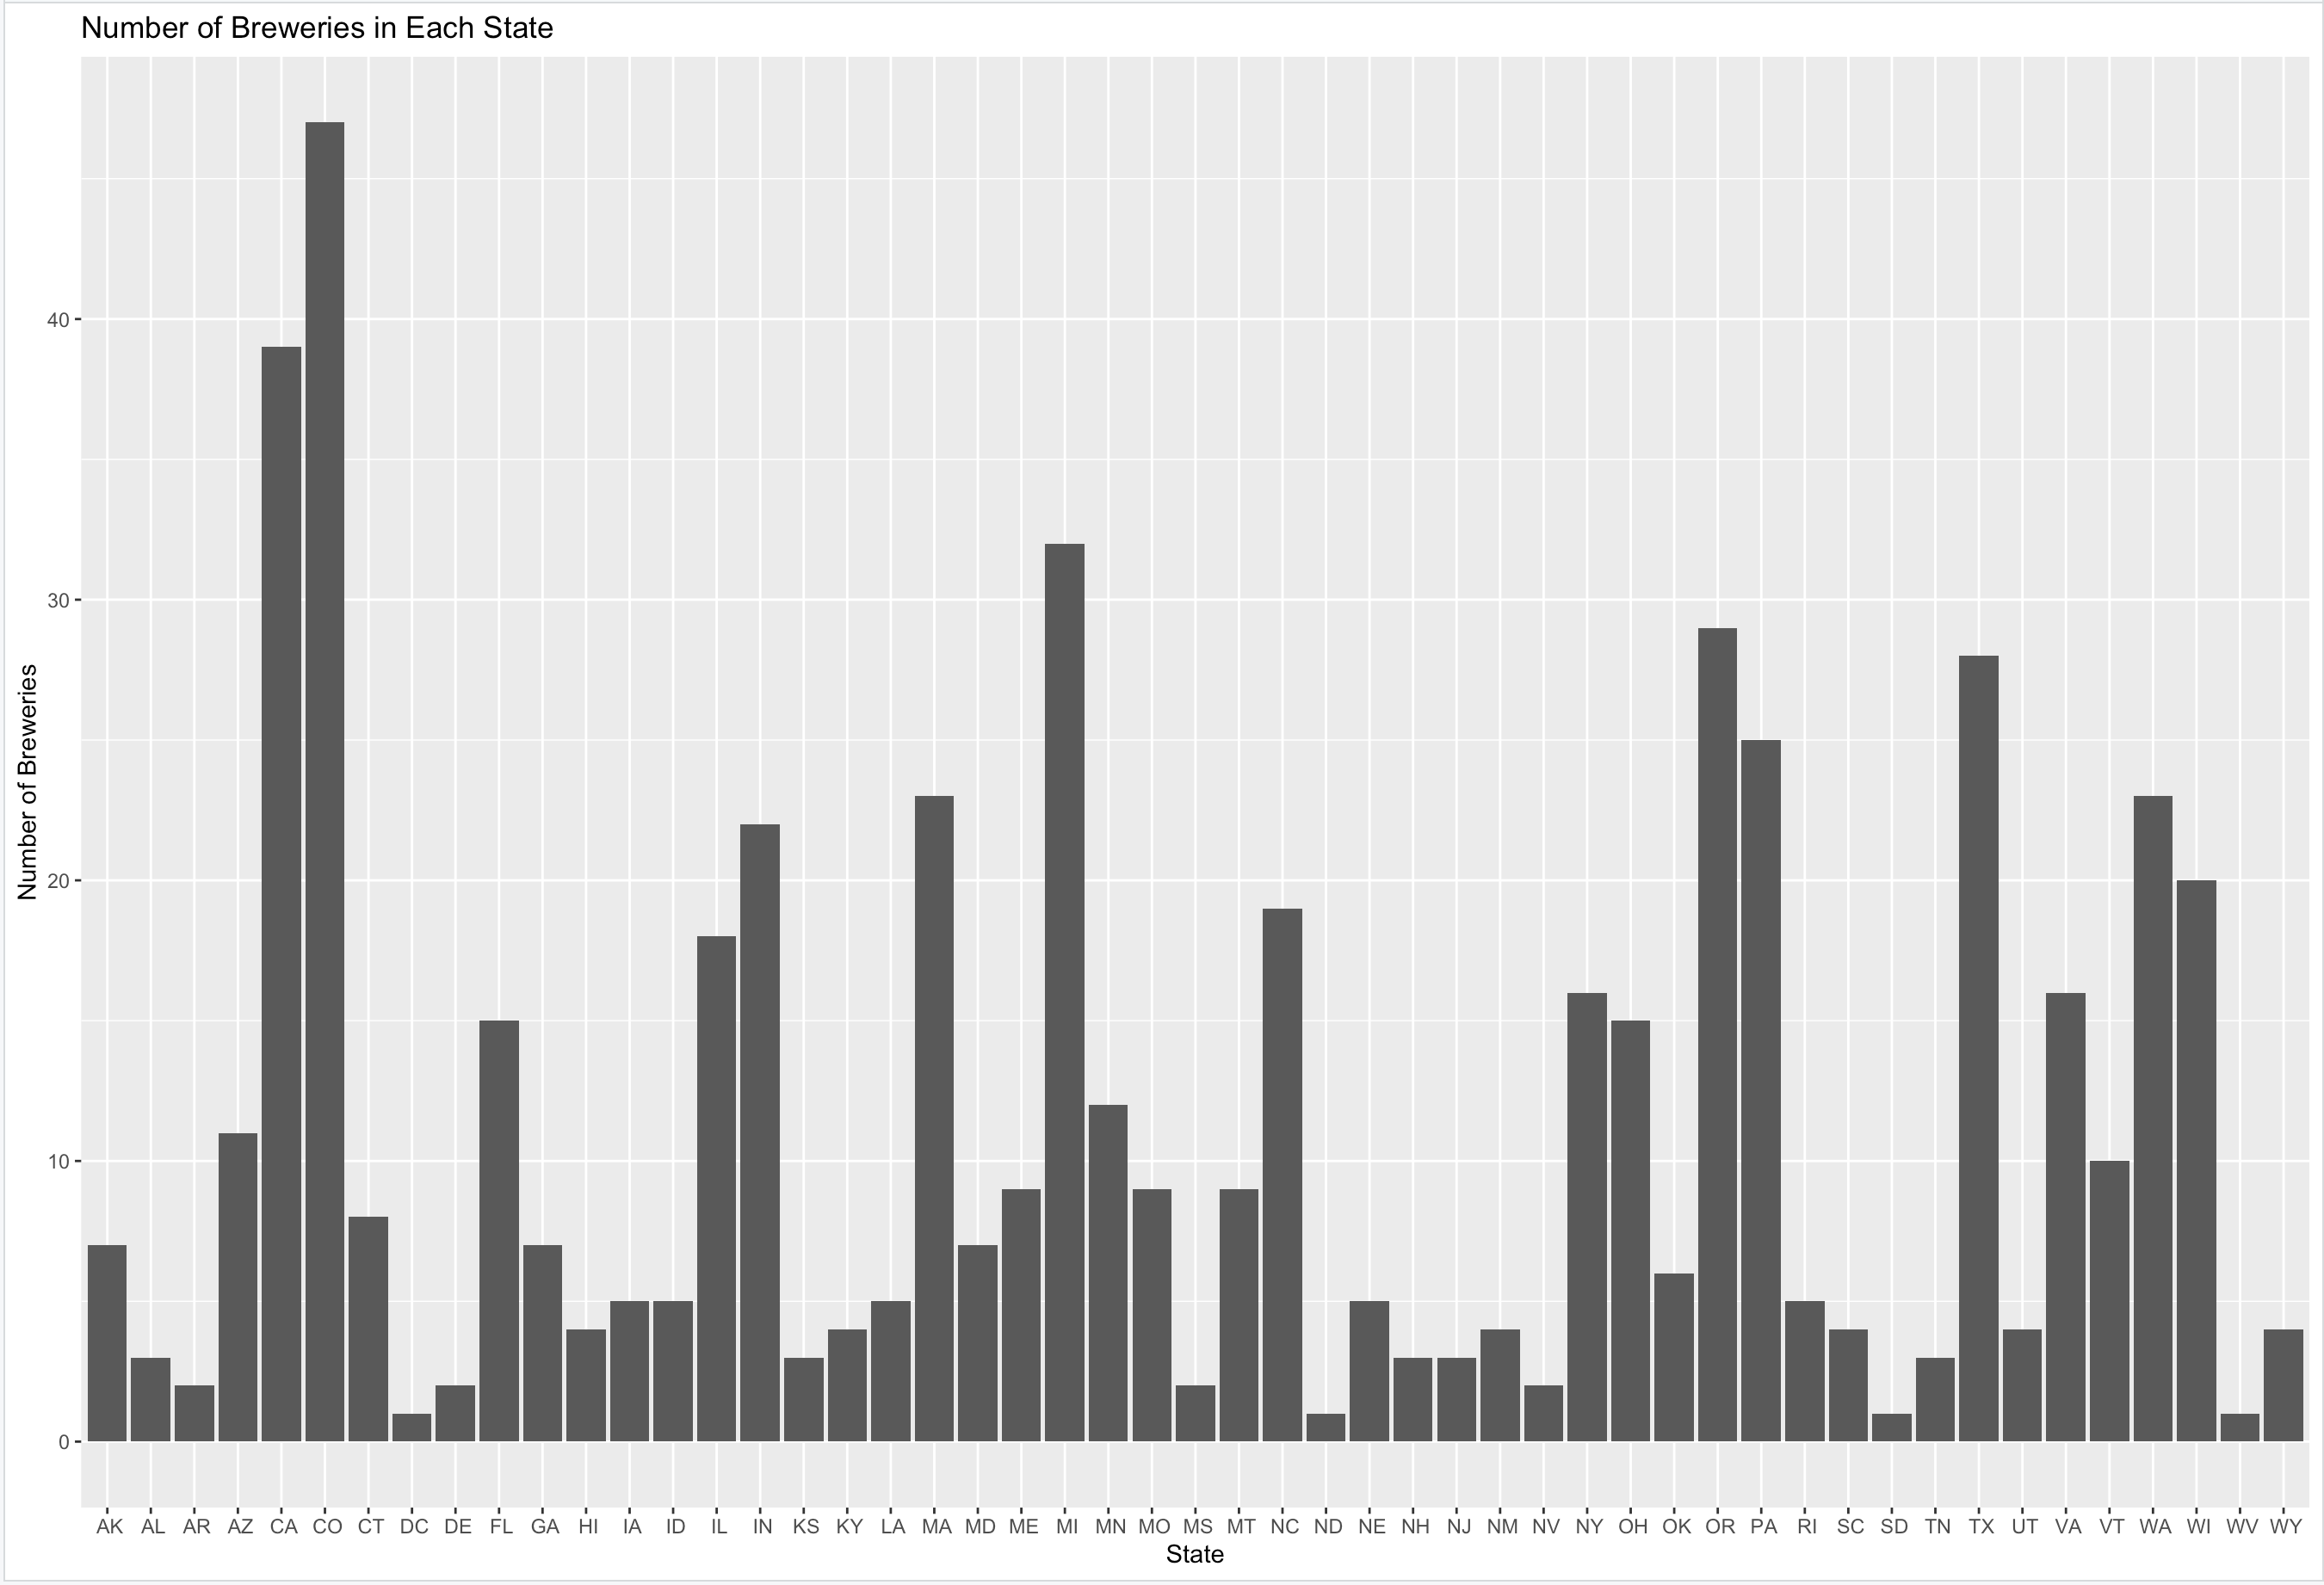 Number of Breweries in Each State
Number of Breweries
40
30
20
10
0
AK AL AR AZ CA CO CT DC DE FL GA HI IA ID IL IN KS KY LA MA MD ME MI MN MO MS MT NC ND NE NH NJ NM NV NY OH OK OR PA RI SC SD TN TX UT VA VT WA WI WV WY
State